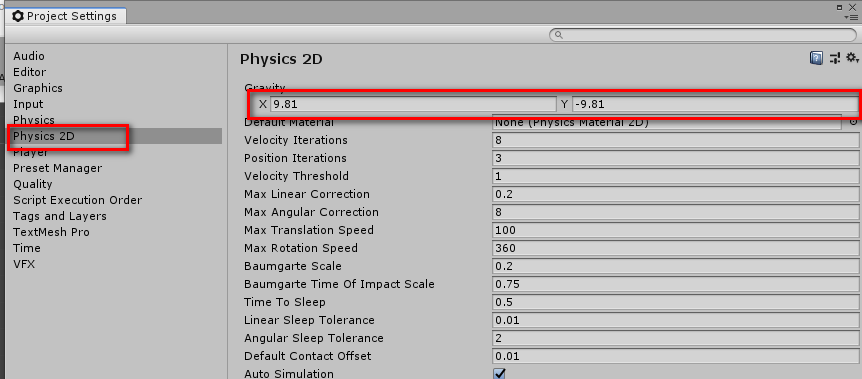 Project Settings
Audio
Editor
Graphics
Input
Physics
Physics 2D
Player
Preset Manager
Quality
Script Execution Order
Tags and Layers
TextMesh Pro
Time
VFX
Physics 2D
Gravity
X 9.81 Y -9.81
Default Material None (Physics Material 2D)
Velocity Iterations 8
Position Iterations 3
Velocity Threshold 1
Max Linear Correction 0.2
Max Angular Correction 8
Max Translation Speed 100
Max Rotation Speed 360
Baumgarte Scale 0.2
Baumgarte Time Of Impact Scale 0.75
Time To Sleep 0.5
Linear Sleep Tolerance 0.01
Angular Sleep Tolerance 2
Default Contact Offset 0.01
Auto Simulation